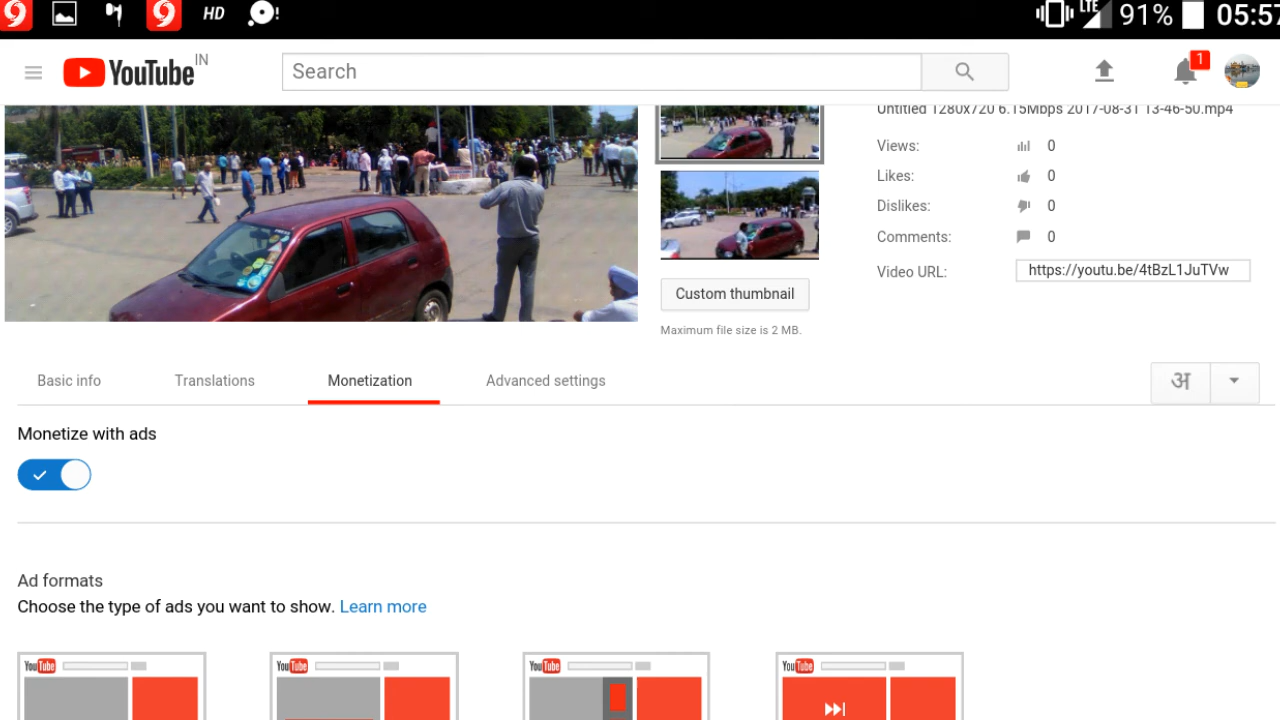 HD
LTE
91%
05:57
YouTube IN
Search
1
Untitled 1280x720 6.15Mbps 2017-08-31 13-46-50.mp4
Views: 0
Likes: 0
Dislikes: 0
Comments: 0
Video URL: https://youtu.be/4tBzL1JuTVw
Custom thumbnail
Maximum file size is 2 MB.
Basic info
Translations
Monetization
Advanced settings
अ
Monetize with ads
Ad formats
Choose the type of ads you want to show. Learn more
YouTube
YouTube
YouTube
YouTube